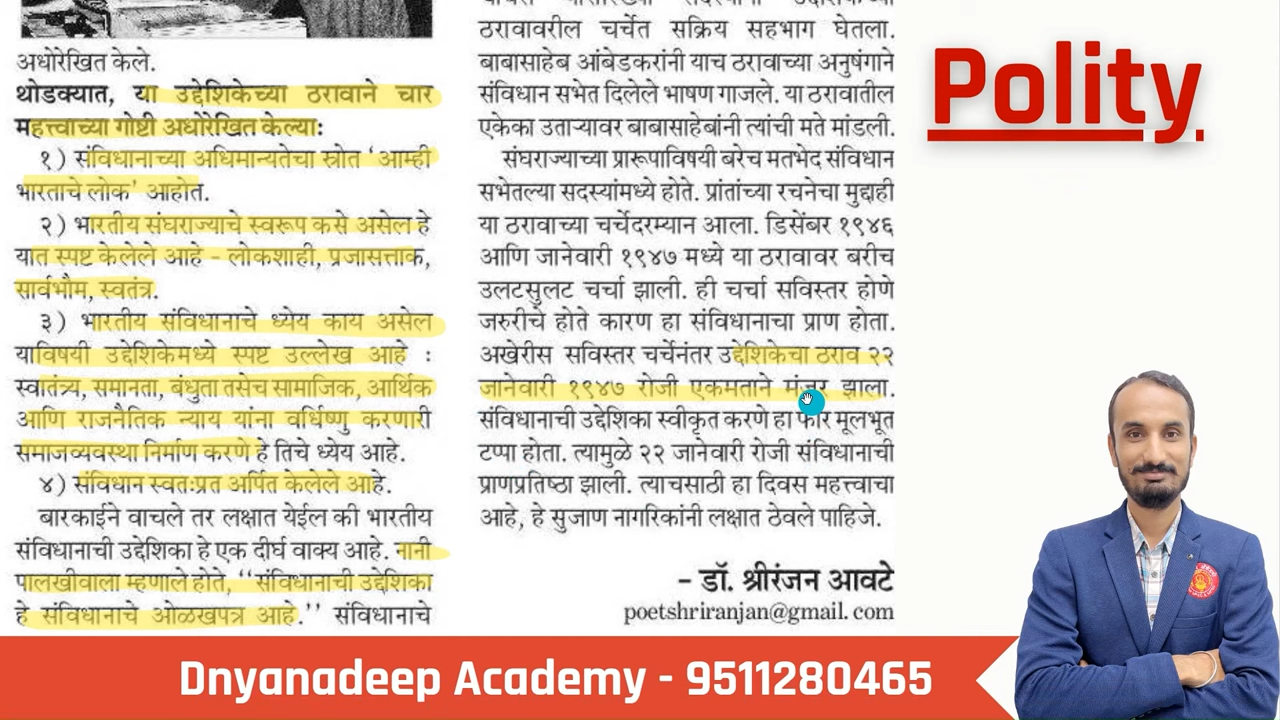 अधोरेखित केले.
थोडक्यात, या उद्देशिकेच्या ठरावाने चार
महत्त्वाच्या गोष्टी अधोरेखित केल्या:
१) संविधानाच्या अधिमान्यतेचा स्रोत ‘आम्ही
भारताचे लोक’ आहोत.
२) भारतीय संघराज्याचे स्वरूप कसे असेल हे
यात स्पष्ट केलेले आहे - लोकशाही, प्रजासत्ताक,
सार्वभौम, स्वतंत्र.
३) भारतीय संविधानाचे ध्येय काय असेल
याविषयी उद्देशिकेमध्ये स्पष्ट उल्लेख आहे :
स्वातंत्र्य, समानता, बंधुता तसेच सामाजिक, आर्थिक
आणि राजनैतिक न्याय यांना वर्धिष्णु करणारी
समाजव्यवस्था निर्माण करणे हे तिचे ध्येय आहे.
४) संविधान स्वतःप्रत अर्पित केलेले आहे.
बारकाईने वाचले तर लक्षात येईल की भारतीय
संविधानाची उद्देशिका हे एक दीर्घ वाक्य आहे. नानी
पालखीवाला म्हणाले होते, ‘‘संविधानाची उद्देशिका
हे संविधानाचे ओळखपत्र आहे.’’ संविधानाचे
ठरावावरील चर्चेत सक्रिय सहभाग घेतला.
बाबासाहेब आंबेडकरांनी याच ठरावाच्या अनुषंगाने
संविधान सभेत दिलेले भाषण गाजले. या ठरावातील
एकेका उताऱ्यावर बाबासाहेबांनी त्यांची मते मांडली.
संघराज्याच्या प्रारूपाविषयी बरेच मतभेद संविधान
सभेतल्या सदस्यांमध्ये होते. प्रांतांच्या रचनेचा मुद्दाही
या ठरावाच्या चर्चेदरम्यान आला. डिसेंबर १९४६
आणि जानेवारी १९४७ मध्ये या ठरावावर बरीच
उलटसुलट चर्चा झाली. ही चर्चा सविस्तर होणे
जरुरीचे होते कारण हा संविधानाचा प्राण होता.
अखेरीस सविस्तर चर्चेनंतर उद्देशिकेचा ठराव २२
जानेवारी १९४७ रोजी एकमताने मंजूर झाला.
संविधानाची उद्देशिका स्वीकृत करणे हा फार मूलभूत
टप्पा होता. त्यामुळे २२ जानेवारी रोजी संविधानाची
प्राणप्रतिष्ठा झाली. त्याचसाठी हा दिवस महत्त्वाचा
आहे, हे सुजाण नागरिकांनी लक्षात ठेवले पाहिजे.
– डॉ. श्रीरंजन आवटे
poetshriranjan@gmail.com
Polity.
Dnyanadeep Academy - 9511280465